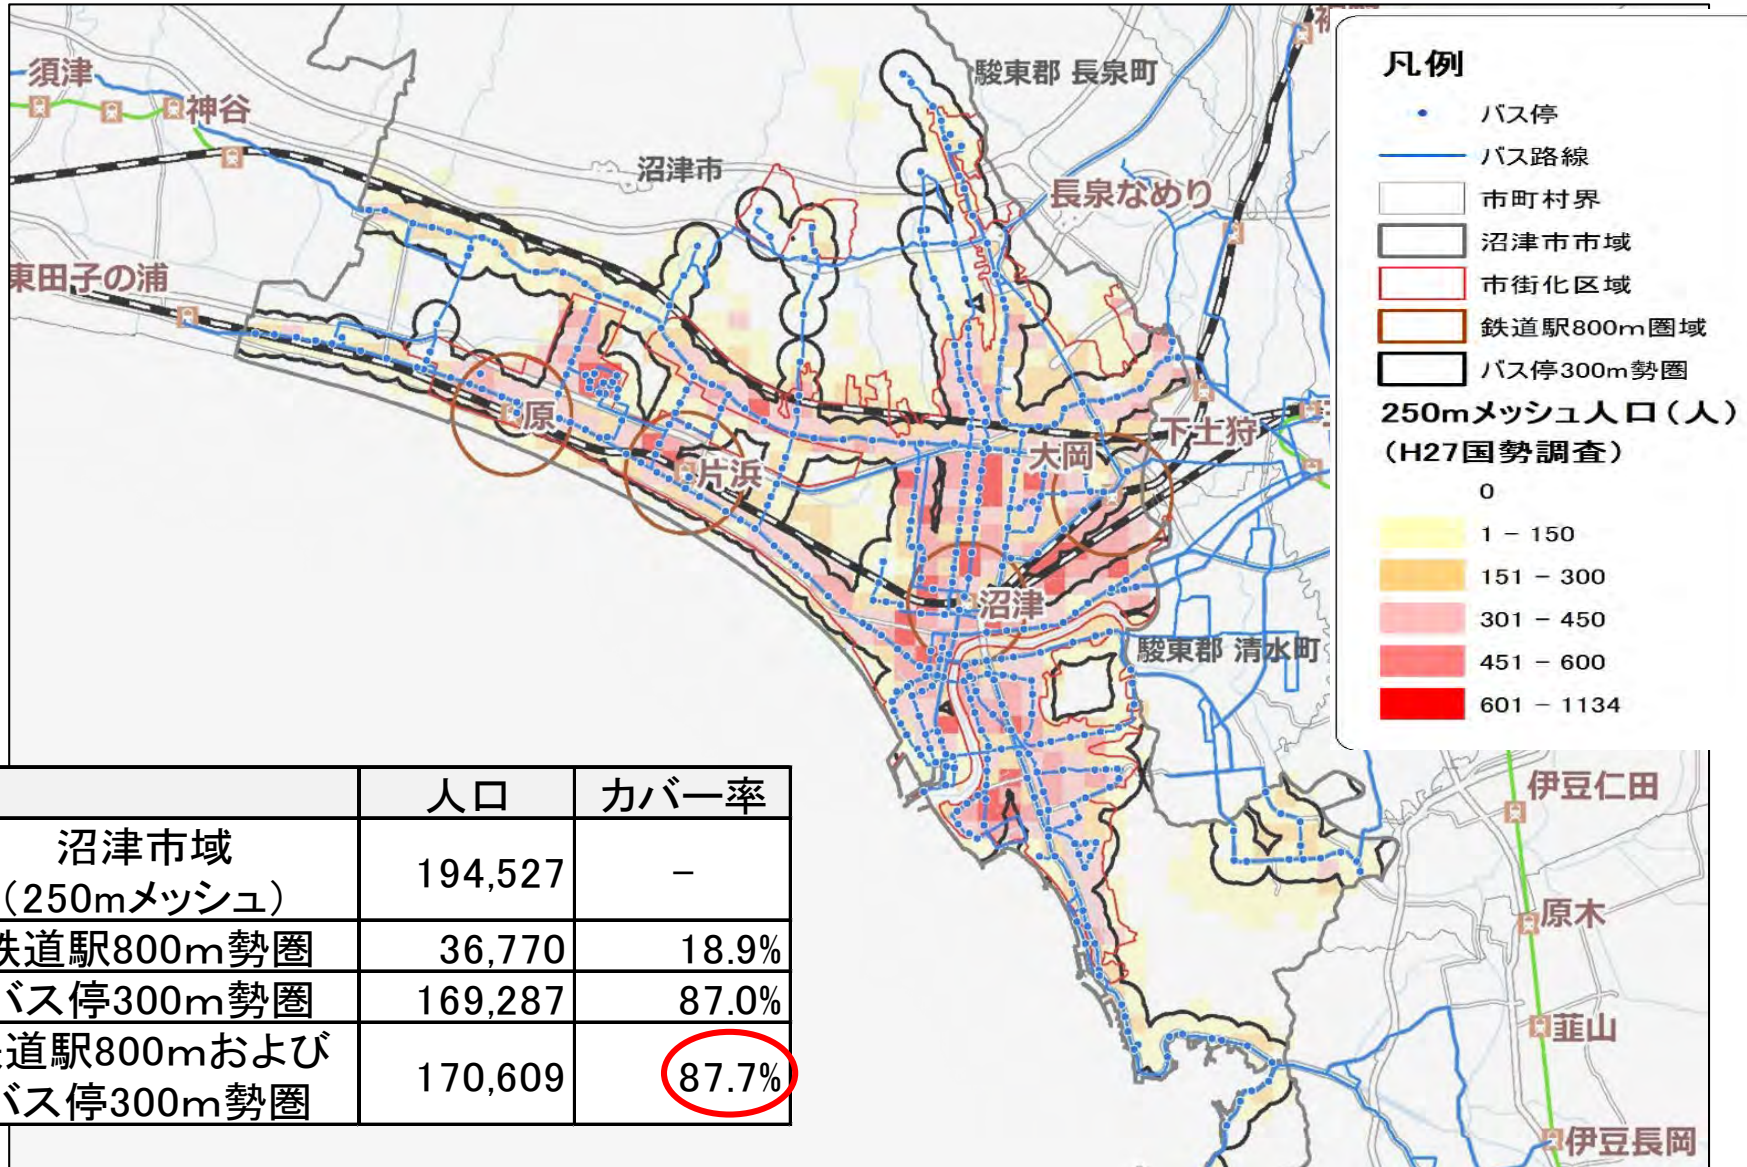 須津
神谷
東田子の浦
沼津市
駿東郡 長泉町
長泉なめり
原
片浜
大岡
下土狩
沼津
駿東郡 清水町
伊豆仁田
原木
韮山
伊豆長岡
凡例
バス停
バス路線
市町村界
沼津市市域
市街化区域
鉄道駅800m圏域
バス停300m勢圏
250mメッシュ人口(人)
(H27国勢調査)
0
1 - 150
151 - 300
301 - 450
451 - 600
601 - 1134
人口 カバー率
沼津市域
(250mメッシュ) 194,527 -
鉄道駅800m勢圏 36,770 18.9%
バス停300m勢圏 169,287 87.0%
道駅800mおよび
バス停300m勢圏 170,609 87.7%